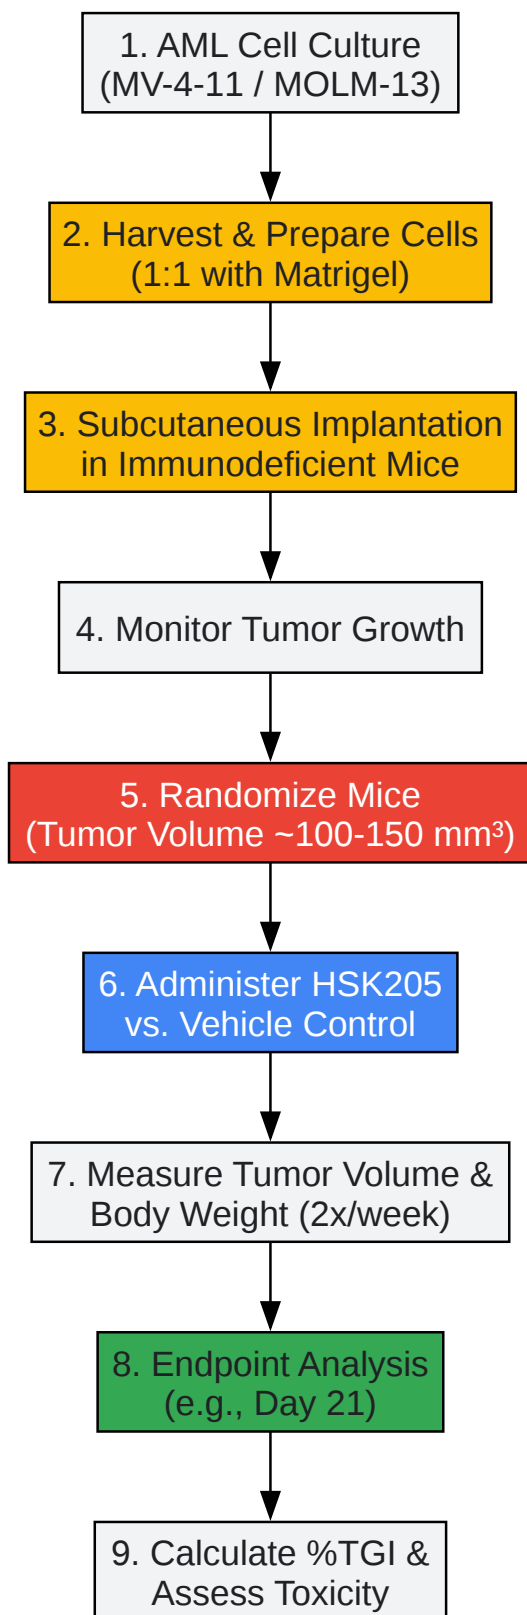 1. AML Cell Culture
(MV-4-11 / MOLM-13)
2. Harvest & Prepare Cells
(1:1 with Matrigel)
3. Subcutaneous Implantation
in Immunodeficient Mice
4. Monitor Tumor Growth
5. Randomize Mice
(Tumor Volume ~100-150 mm³)
6. Administer HSK205
vs. Vehicle Control
7. Measure Tumor Volume &
Body Weight (2x/week)
8. Endpoint Analysis
(e.g., Day 21)
9. Calculate %TGI &
Assess Toxicity